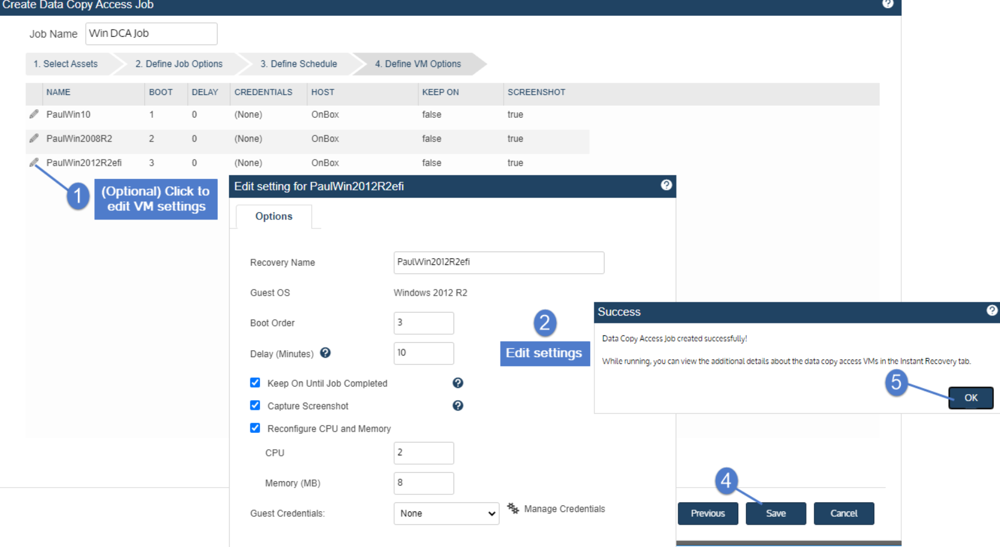 Create Data Copy Access Job
?
Job Name
Win DCA Job
1. Select Assets
2. Define Job Options
3. Define Schedule
4. Define VM Options
NAME BOOT DELAY CREDENTIALS HOST KEEP ON SCREENSHOT
PaulWin10 1 0 (None) OnBox false true
PaulWin2008R2 2 0 (None) OnBox false true
PaulWin2012R2efi 3 0 (None) OnBox false true
1
(Optional) Click to
edit VM settings
Edit setting for PaulWin2012R2efi
?
Options
Recovery Name PaulWin2012R2efi
Guest OS Windows 2012 R2
Boot Order 3
Delay (Minutes) ? 10
Keep On Until Job Completed ?
Capture Screenshot ?
Reconfigure CPU and Memory
CPU 2
Memory (MB) 8
Guest Credentials: None Manage Credentials
2
Edit settings
Success
?
Data Copy Access Job created successfully!
While running, you can view the additional details about the data copy access VMs in the Instant Recovery tab.
5
OK
4
Previous Save Cancel